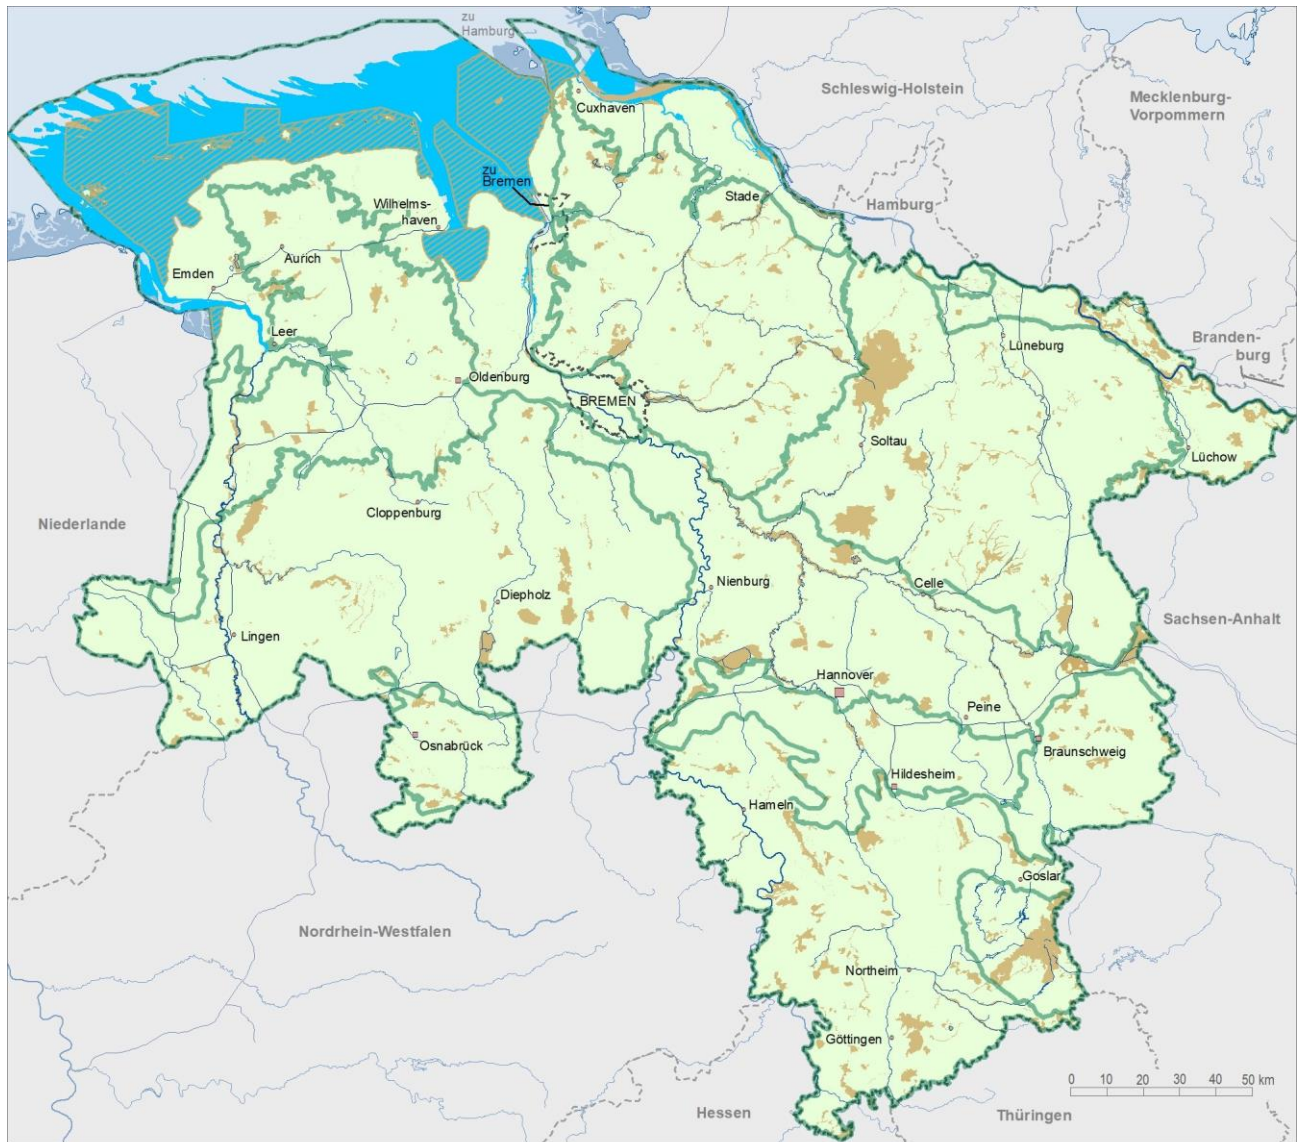 zu
Hamburg
Schleswig-Holstein
Mecklenburg-
Vorpommern
Cuxhaven
zu
Bremen
Stade
Hamburg
Wilhelms-
haven
Aurich
Emden
Leer
Lüneburg
Branden-
burg
Oldenburg
BREMEN
Soltau
Lüchow
Cloppenburg
Niederlande
Nienburg
Celle
Diepholz
Sachsen-Anhalt
Lingen
Hannover
Peine
Osnabrück
Braunschweig
Hildesheim
Hameln
Goslar
Nordrhein-Westfalen
Northeim
Göttingen
0 10 20 30 40 50 km
Hessen
Thüringen